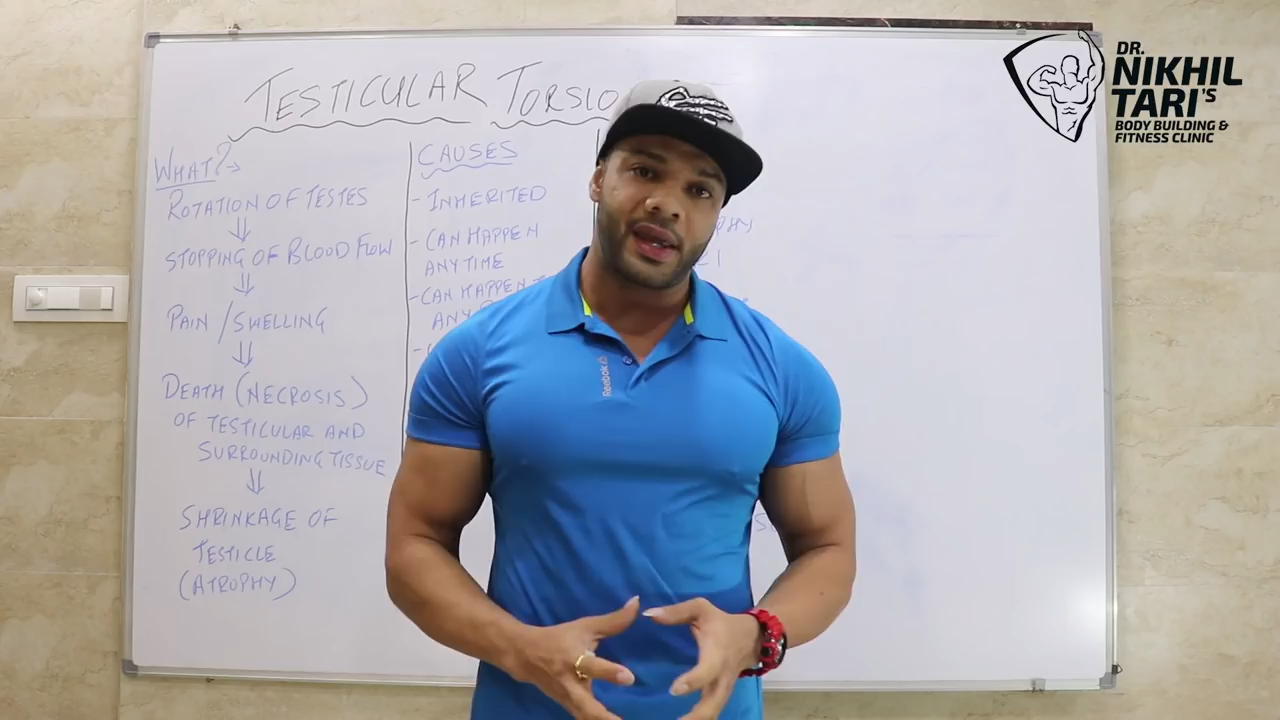 TESTICULAR TORSIO
WHAT?→
ROTATION OF TESTES
STOPPING OF BLOOD FLOW
PAIN / SWELLING
DEATH (NECROSIS)
OF TESTICULAR AND
SURROUNDING TISSUE
SHRINKAGE OF
TESTICLE
(ATROPHY)
CAUSES
- INHERITED
- CAN HAPPEN
ANYTIME
- CAN HAPPEN
ANY
Reebok
DR.
NIKHIL
TARI'S
BODY BUILDING &
FITNESS CLINIC